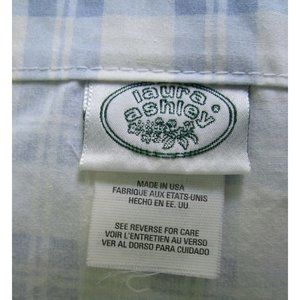 laura
ashley
MADE IN USA
FABRIQUE AUX ETATS-UNIS
HECHO EN EE. UU.
SEE REVERSE FOR CARE
VOIR L'ENTRETIEN AU VERSO
VER AL DORSO PARA CUIDADO